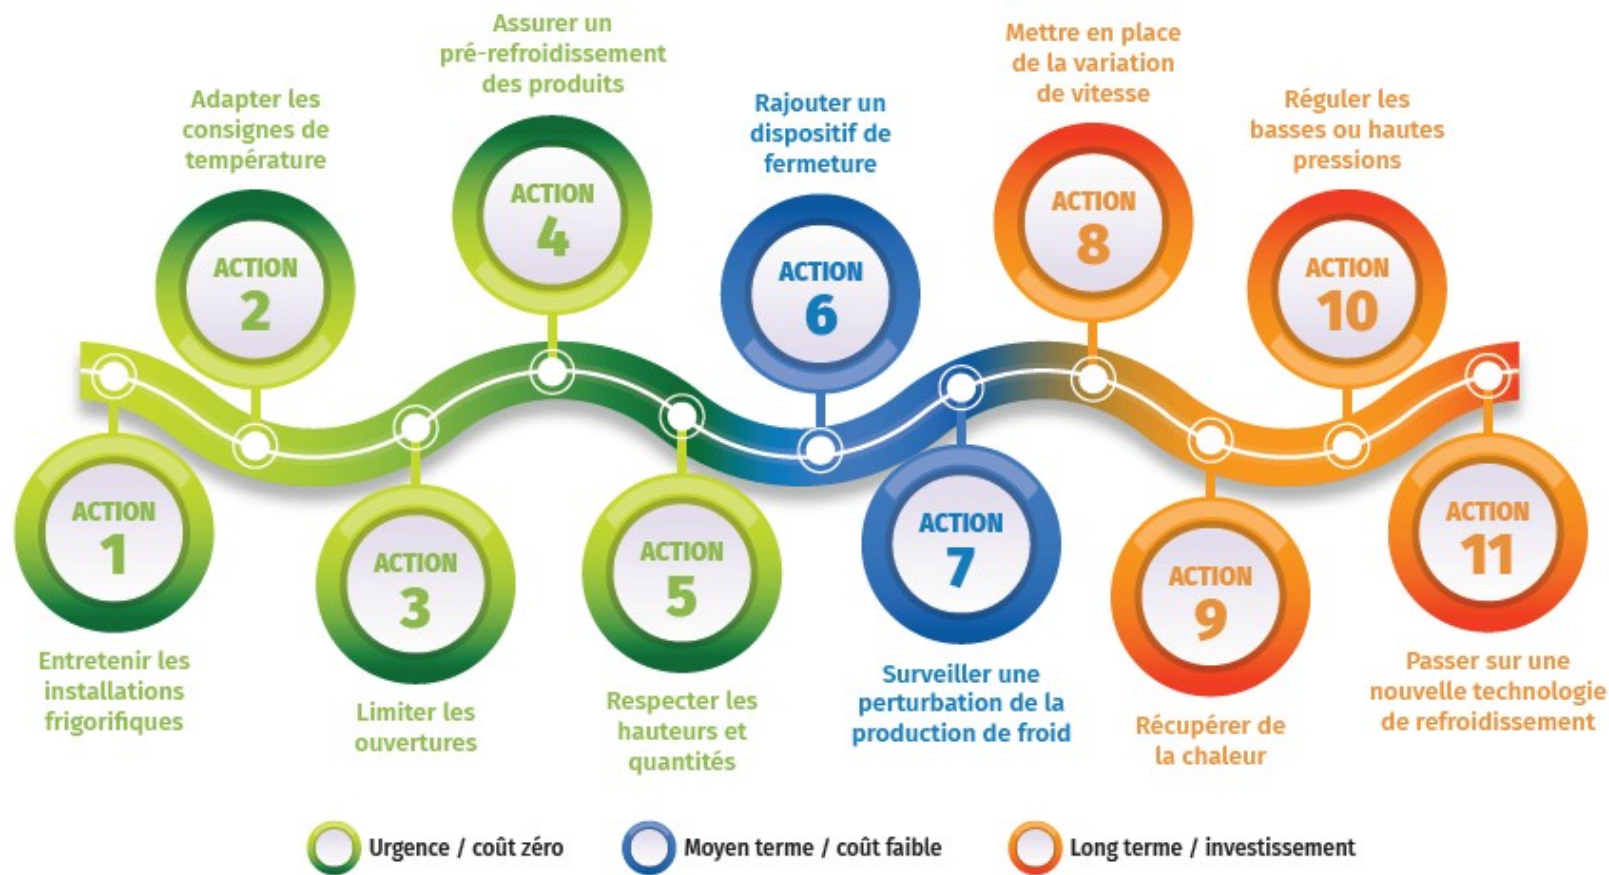 Entretenir les
installations
frigorifiques
ACTION
1
Adapter les
consignes de
température
ACTION
2
ACTION
3
Limiter les
ouvertures
Assurer un
pré-refroidissement
des produits
ACTION
4
ACTION
5
Respecter les
hauteurs et
quantités
Rajouter un
dispositif de
fermeture
ACTION
6
ACTION
7
Surveiller une
perturbation de la
production de froid
Mettre en place
de la variation
de vitesse
ACTION
8
ACTION
9
Récupérer de
la chaleur
Réguler les
basses ou hautes
pressions
ACTION
10
ACTION
11
Passer sur une
nouvelle technologie
de refroidissement
Urgence / coût zéro
Moyen terme / coût faible
Long terme / investissement